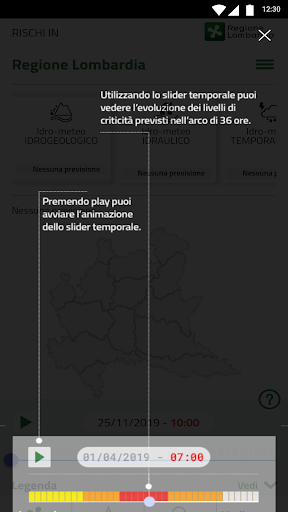 12:30
RISCHI IN
Regione
Lombardia
Regione Lombardia
Utilizzando lo slider temporale puoi
vedere l'evoluzione dei livelli di
criticità previsti nell'arco di 36 ore.
Idro-meteo
IDROGEOLOGICO
Nessuna previsione
Idro-meteo
IDRAULICO
Nessuna previsione
Idro-m
TEMPORA
Nessuna
Premendo play puoi
avviare l'animazione
dello slider temporale.
25/11/2019 - 10:00
?
01/04/2019 - 07:00
Legenda
Vedi